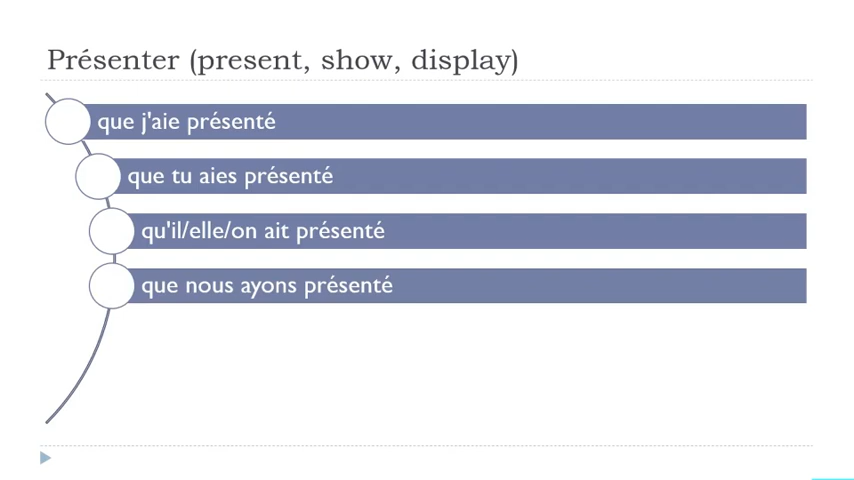 Présenter (present, show, display)
que j'aie présenté
que tu aies présenté
qu'il/elle/on ait présenté
que nous ayons présenté